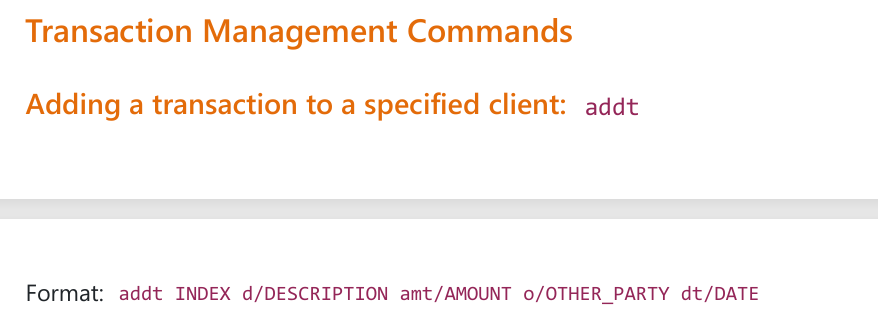 Transaction Management Commands
Adding a transaction to a specified client: addt
Format: addt INDEX d/DESCRIPTION amt/AMOUNT o/OTHER_PARTY dt/DATE